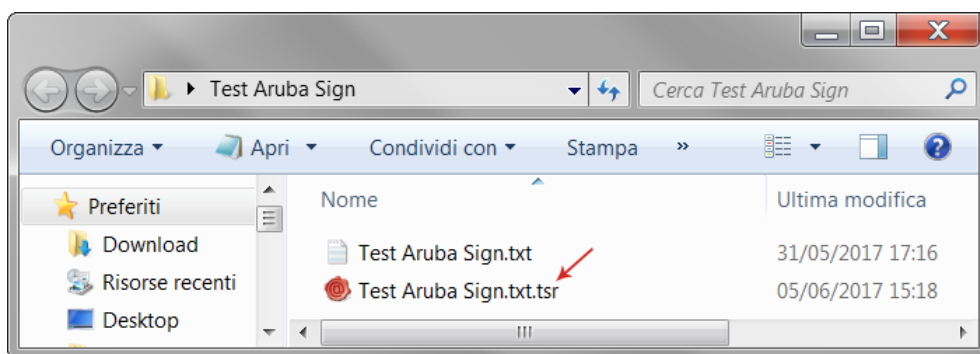 Test Aruba Sign
Cerca Test Aruba Sign
Organizza Apri Condividi con Stampa »
Preferiti
Download
Risorse recenti
Desktop
Nome Ultima modifica
Test Aruba Sign.txt 31/05/2017 17:16
Test Aruba Sign.txt.tsr 05/06/2017 15:18